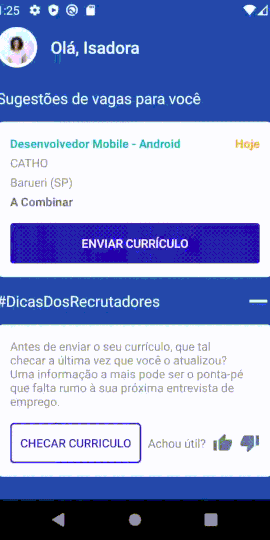 1:25
Olá, Isadora
Sugestões de vagas para você
Desenvolvedor Mobile - Android Hoje
CATHO
Barueri (SP)
A Combinar
ENVIAR CURRÍCULO
#DicasDosRecrutadores
Antes de enviar o seu currículo, que tal
checar a última vez que você o atualizou?
Uma informação a mais pode ser o ponta-pé
que falta rumo à sua próxima entrevista de
emprego.
CHECAR CURRICULO Achou útil?